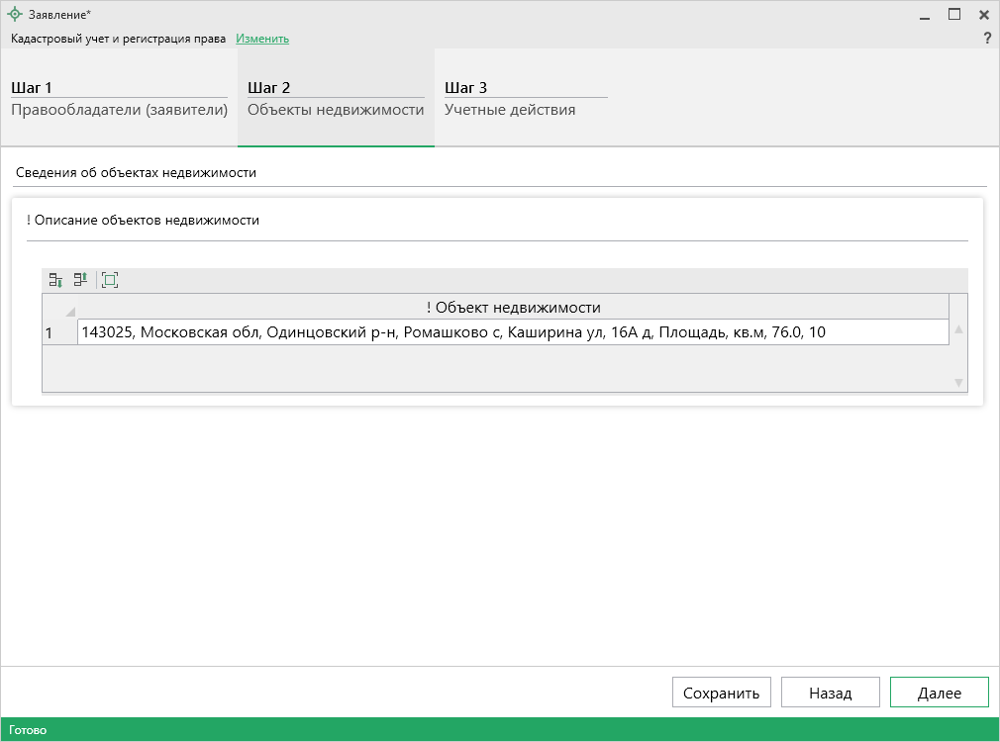 Заявление*
Кадастровый учет и регистрация права Изменить ?
Шаг 1 Шаг 2 Шаг 3
Правообладатели (заявители) Объекты недвижимости Учетные действия
Сведения об объектах недвижимости
! Описание объектов недвижимости
! Объект недвижимости
1 143025, Московская обл, Одинцовский р-н, Ромашково с, Каширина ул, 16А д, Площадь, кв.м, 76.0, 10
Сохранить Назад Далее
Готово